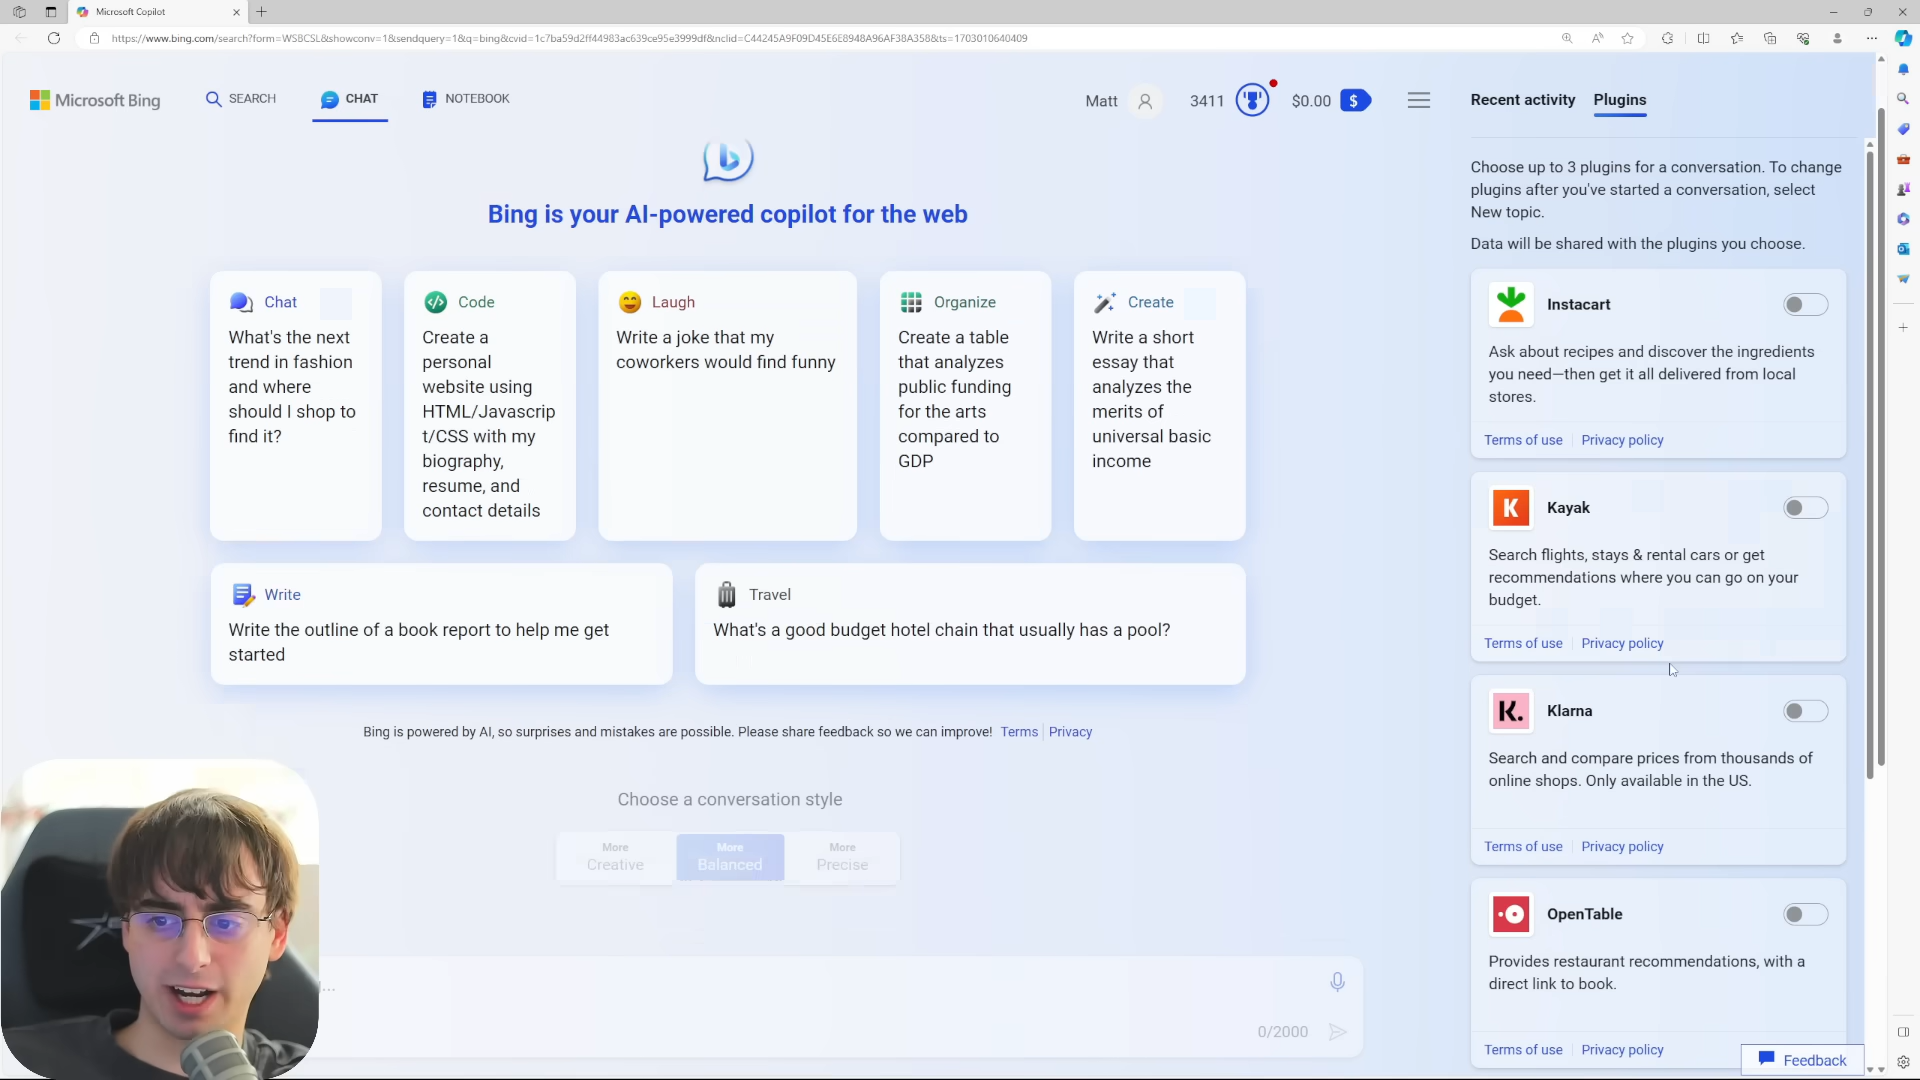 Microsoft Copilot
https://www.bing.com/search?form=WSBCSL&showconv=1&sendquery=1&q=bing&cvid=1c7ba59d2ff44983ac639ce95e3999df&nclid=C44245A9F09D45E6E8948A96AF38A358&ts=1703010640409
Microsoft Bing
SEARCH
CHAT
NOTEBOOK
Matt
3411
$0.00
$
Recent activity
Plugins
Bing is your AI-powered copilot for the web
Chat
What's the next
trend in fashion
and where
should I shop to
find it?
Code
Create a
personal
website using
HTML/Javascrip
t/CSS with my
biography,
resume, and
contact details
Laugh
Write a joke that my
coworkers would find funny
Organize
Create a table
that analyzes
public funding
for the arts
compared to
GDP
Create
Write a short
essay that
analyzes the
merits of
universal basic
income
Write
Write the outline of a book report to help me get
started
Travel
What's a good budget hotel chain that usually has a pool?
Bing is powered by AI, so surprises and mistakes are possible. Please share feedback so we can improve! Terms Privacy
Choose a conversation style
More
Creative
More
Balanced
More
Precise
...
0/2000
Choose up to 3 plugins for a conversation. To change
plugins after you've started a conversation, select
New topic.
Data will be shared with the plugins you choose.
Instacart
Ask about recipes and discover the ingredients
you need—then get it all delivered from local
stores.
Terms of use Privacy policy
K
Kayak
Search flights, stays & rental cars or get
recommendations where you can go on your
budget.
Terms of use Privacy policy
K.
Klarna
Search and compare prices from thousands of
online shops. Only available in the US.
Terms of use Privacy policy
OpenTable
Provides restaurant recommendations, with a
direct link to book.
Terms of use Privacy policy
Feedback